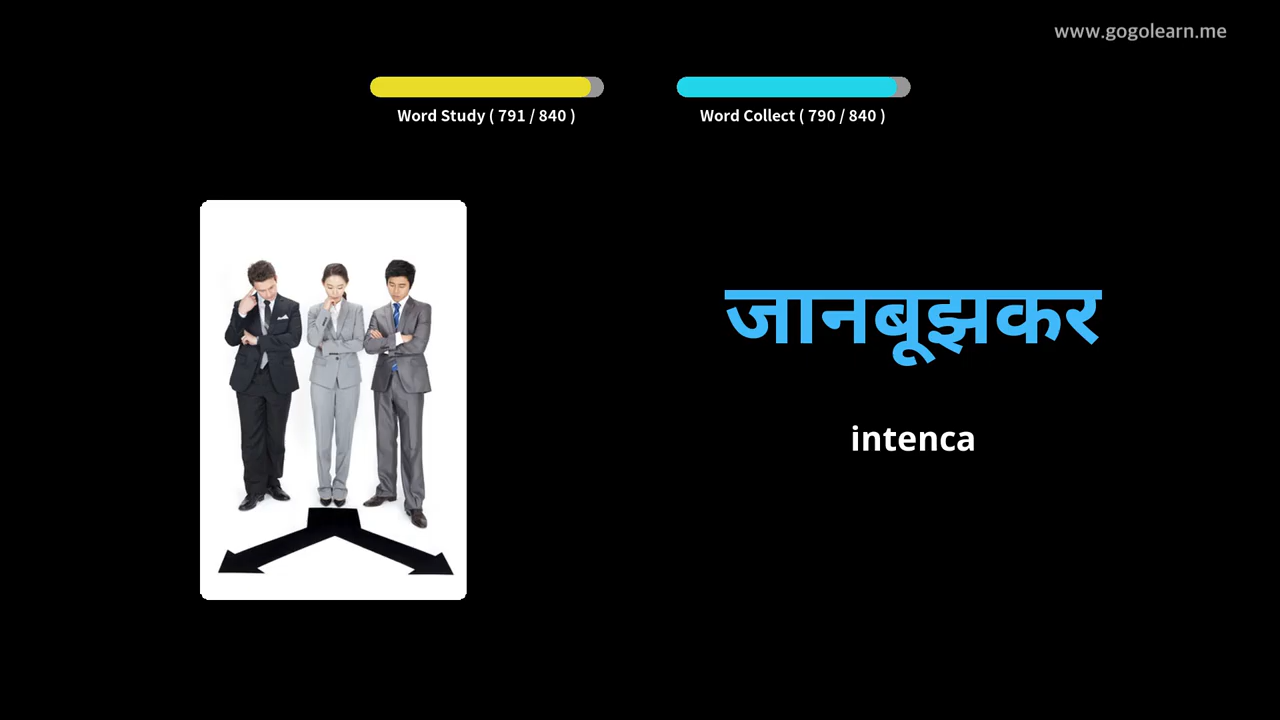 www.gogolearn.me
Word Study ( 791 / 840 )
Word Collect ( 790 / 840 )
जानबूझकर
intenca